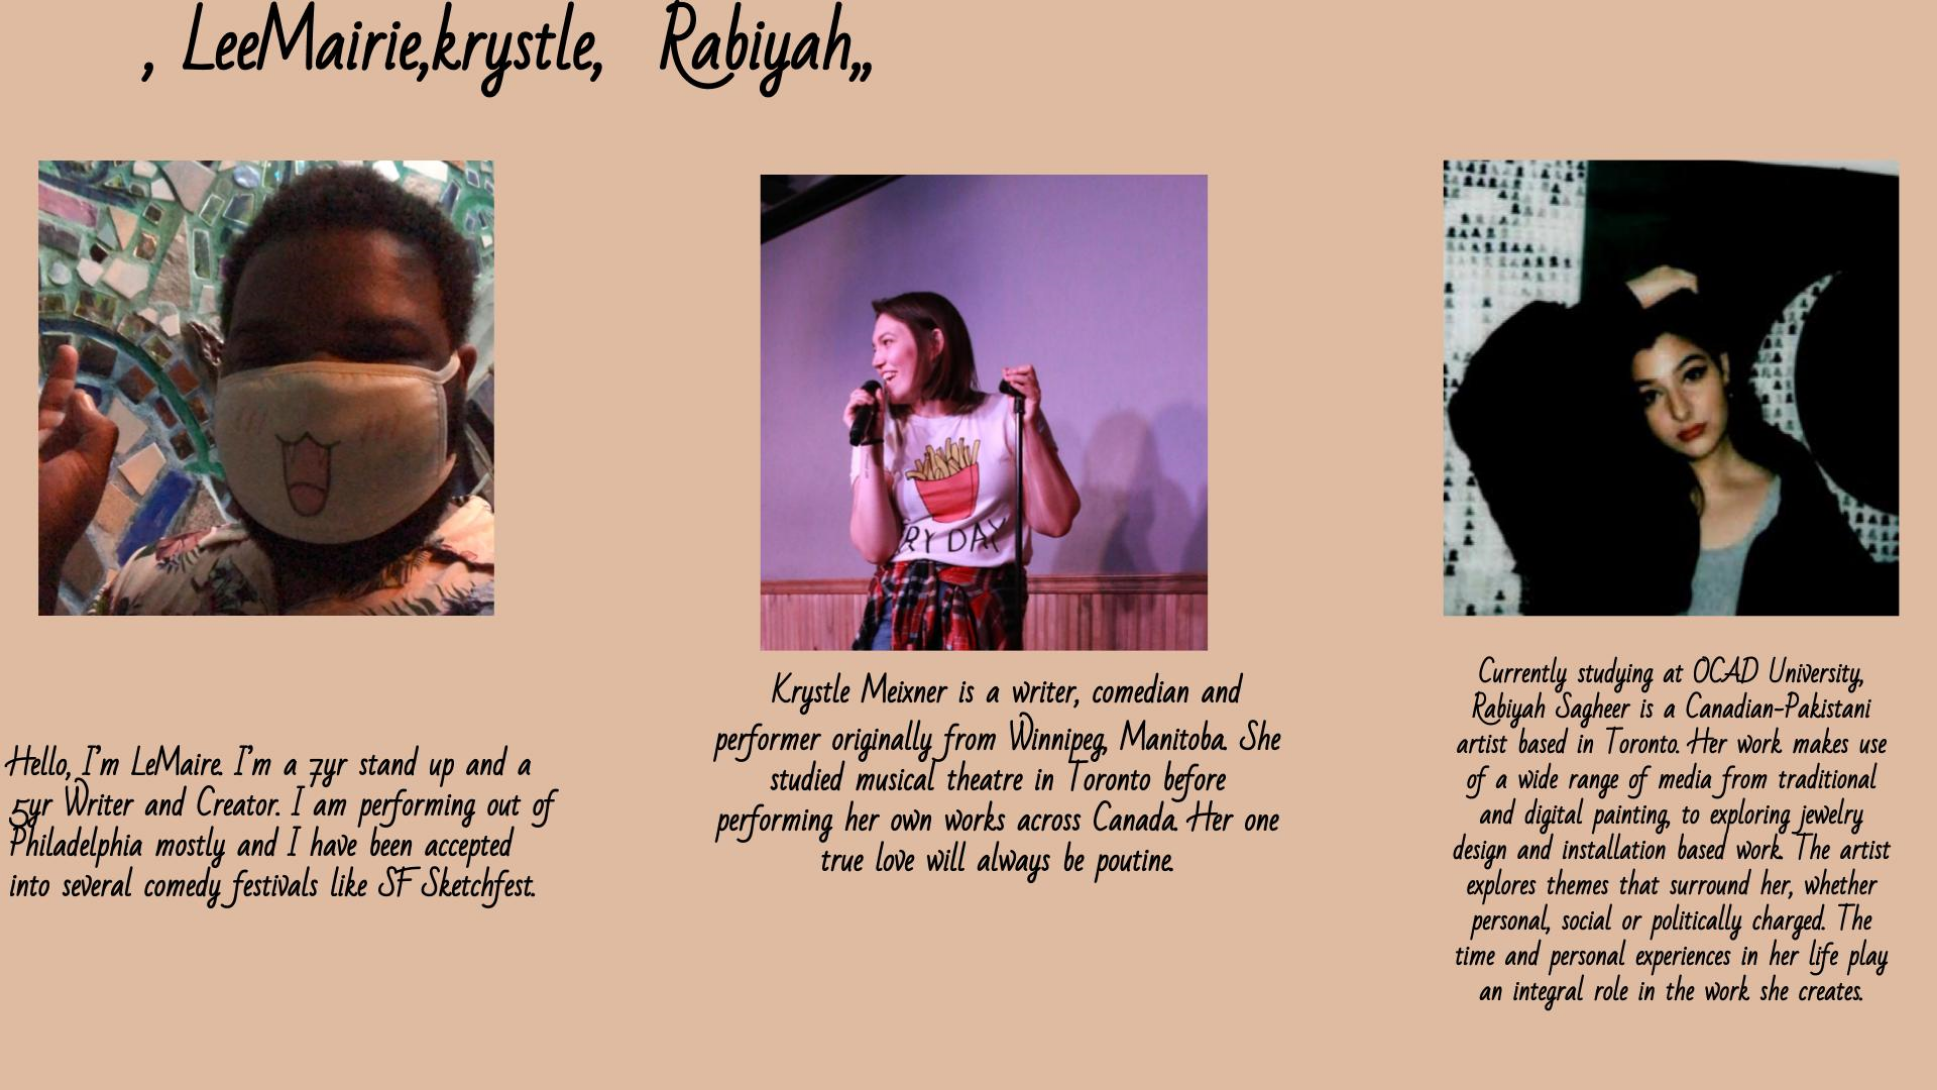 , LeeMairie,krystle, Rabiyah,,
RY DAY
Hello, I'm LeMaire. I'm a 7yr stand up and a
5yr Writer and Creator. I am performing out of
Philadelphia mostly and I have been accepted
into several comedy festivals like SF Sketchfest.
Krystle Meixner is a writer, comedian and
performer originally from Winnipeg, Manitoba. She
studied musical theatre in Toronto before
performing her own works across Canada. Her one
true love will always be poutine.
Currently studying at OCAD University,
Rabiyah Sagheer is a Canadian-Pakistani
artist based in Toronto. Her work makes use
of a wide range of media from traditional
and digital painting, to exploring jewelry
design and installation based work. The artist
explores themes that surround her, whether
personal, social or politically charged. The
time and personal experiences in her life play
an integral role in the work she creates.